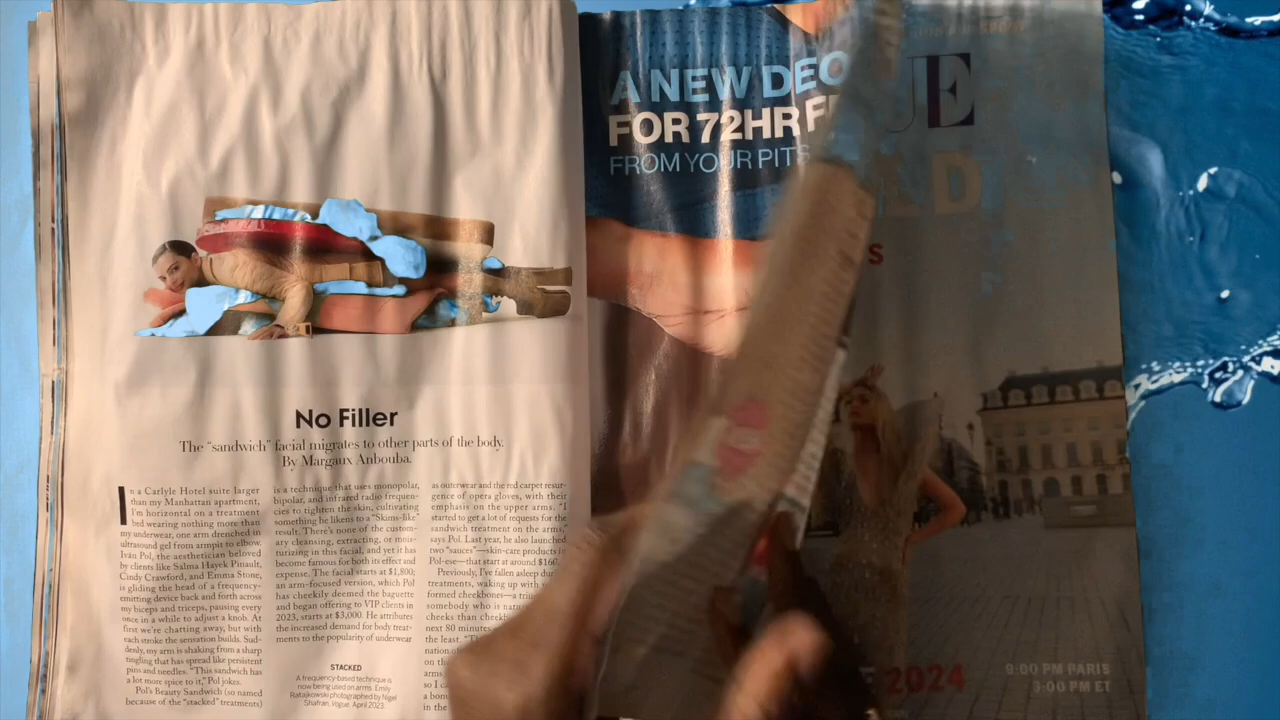 No Filler
The “sandwich” facial migrates to other parts of the body.
By Margaux Anbouba.
In a Carlyle Hotel suite larger
than my Manhattan apartment,
I’m horizontal on a treatment
bed wearing nothing more than
my underwear, one arm drenched in
ultrasound gel from armpit to elbow.
Iván Pol, the aesthetician beloved
by clients like Salma Hayek Pinault,
Cindy Crawford, and Emma Stone,
is gliding the head of a frequency-
emitting device back and forth across
my biceps and triceps, pausing every
once in a while to adjust a knob. At
first we’re chatting away, but with
each stroke the sensation builds. Sud-
denly, my arm is shaking from a sharp
tingling that has spread like persistent
pins and needles. “This sandwich has
a lot more spice to it,” Pol jokes.
Pol’s Beauty Sandwich (so named
because of the “stacked” treatments)
is a technique that uses monopolar,
bipolar, and infrared radio frequen-
cies to tighten the skin, cultivating
something he likens to a “Skims-like”
result. There’s none of the custom-
ary cleansing, extracting, or mois-
turizing in this facial, and yet it has
become famous for both its effect and
expense. The facial starts at $1,800;
an arm-focused version, which Pol
has cheekily deemed the baguette
and began offering to VIP clients in
2023, starts at $3,000. He attributes
the increased demand for body treat-
ments to the popularity of underwear
STACKED
A frequency-based technique is
now being used on arms. Emily
Ratajkowski photographed by Nigel
Shafran, Vogue, April 2023.
as outerwear and the red carpet resur-
gence of opera gloves, with their
emphasis on the upper arms. “I
started to get a lot of requests for the
sandwich treatment on the arms,”
says Pol. Last year, he also launched
two “sauces”—skin-care products in
Pol-ese—that start at around $160.
Previously, I’ve fallen asleep du
treatments, waking up with
formed cheekbones—a
somebody who is
cheeks than
next 80
the least.
nation
on the
arms
so I
a
in the
A NEW DEO
FOR 72HR F
FROM YOUR PITS
UE
LD
S
2024
9:00 PM PARIS
3:00 PM ET